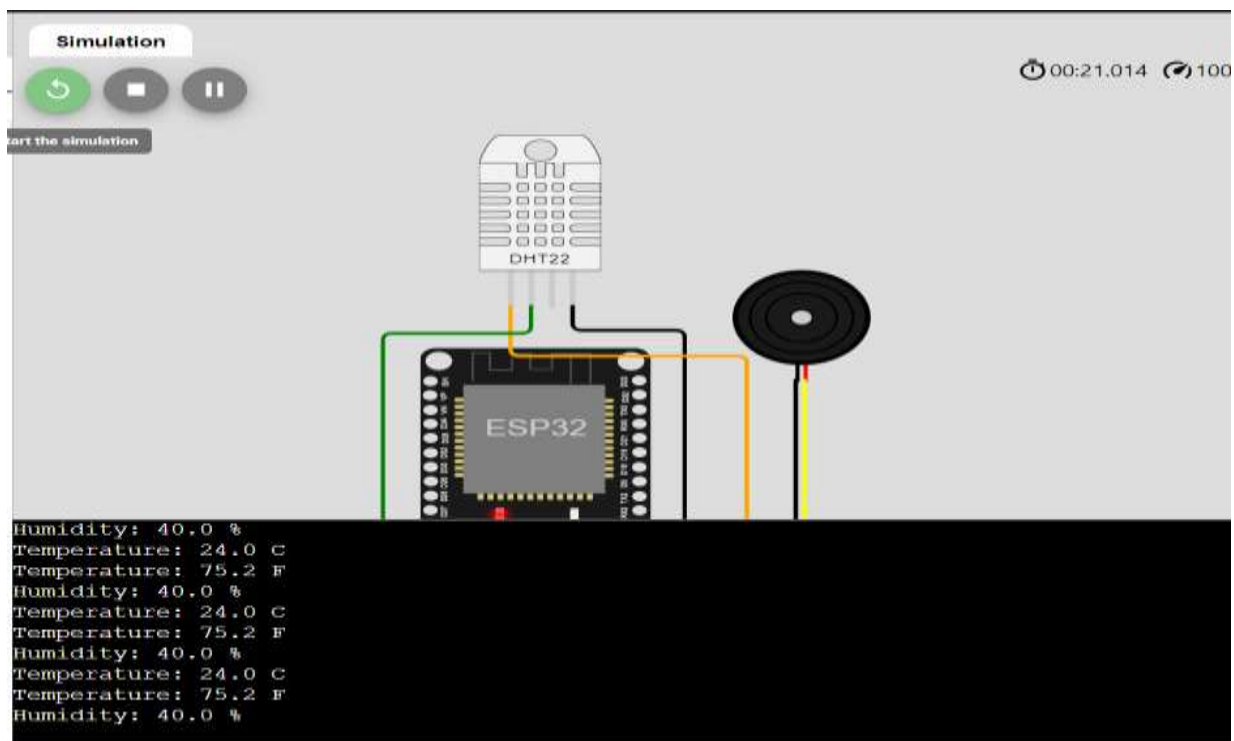 Simulation
00:21.014 100
tart the simulation
DHT22
ESP32
Humidity: 40.0 %
Temperature: 24.0 C
Temperature: 75.2 F
Humidity: 40.0 %
Temperature: 24.0 C
Temperature: 75.2 F
Humidity: 40.0 %
Temperature: 24.0 C
Temperature: 75.2 F
Humidity: 40.0 %